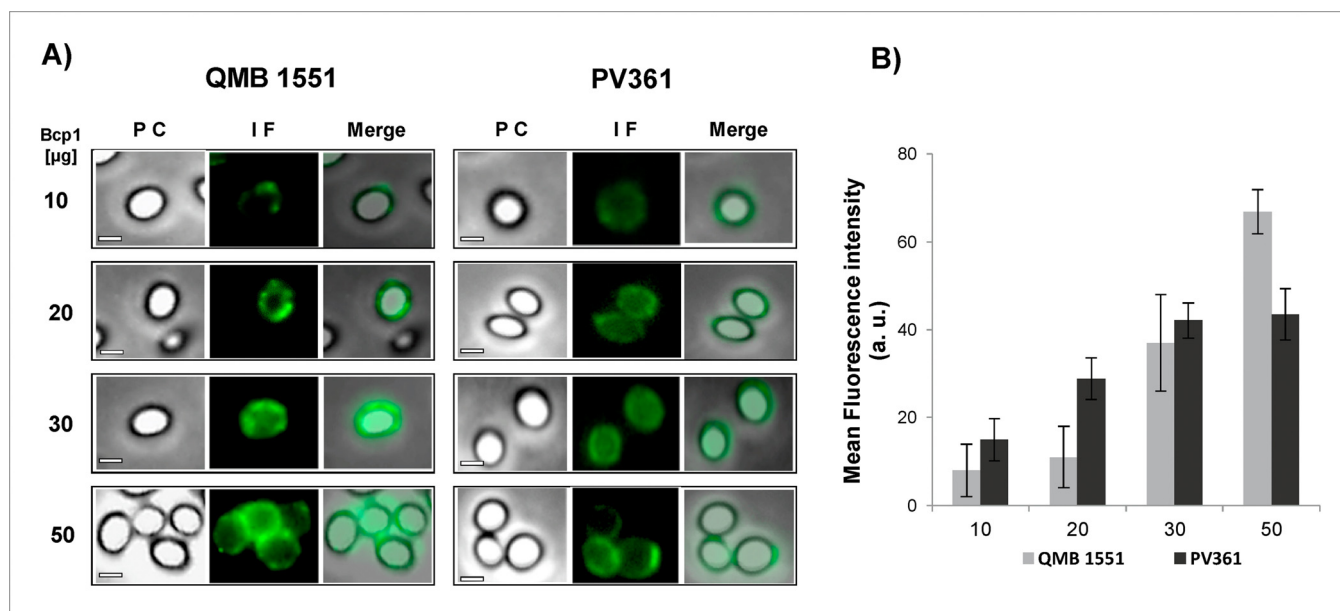 A)
QMB 1551
PV361
Bcp1
[µg]
P C
I F
Merge
P C
I F
Merge
10
20
30
50
B)
Mean Fluorescence intensity
(a. u.)
80
60
40
20
0
10
20
30
50
QMB 1551
PV361